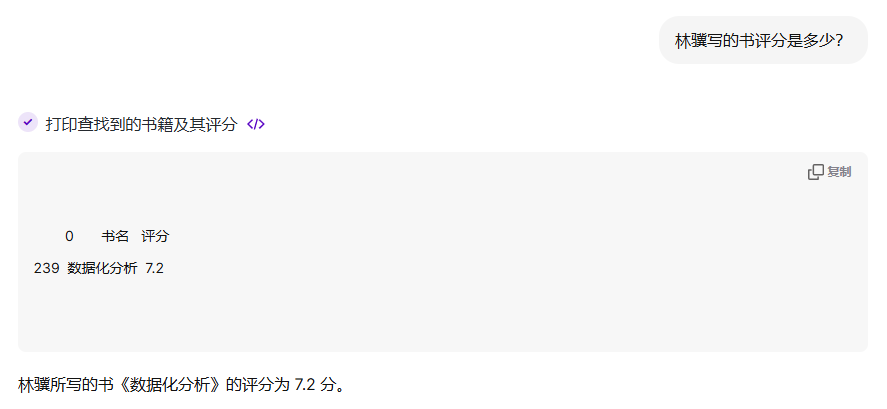 林骥写的书评分是多少?
打印查找到的书籍及其评分 </>
复制
0 书名 评分
239 数据化分析 7.2
林骥所写的书《数据化分析》的评分为 7.2 分。